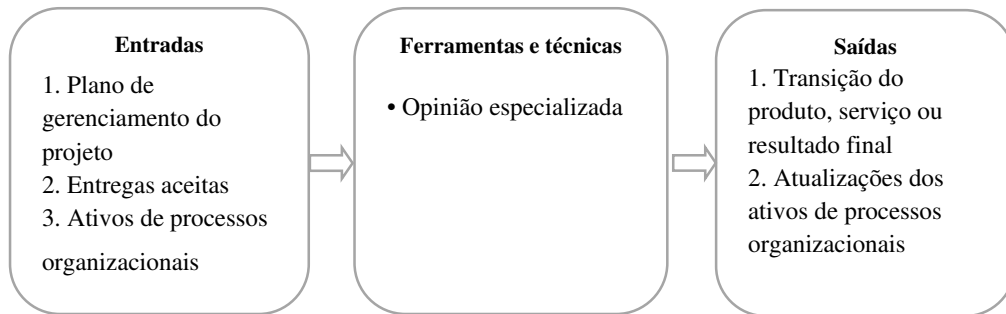 Entradas
1. Plano de
gerenciamento do
projeto
2. Entregas aceitas
3. Ativos de processos
organizacionais
Ferramentas e técnicas
• Opinião especializada
Saídas
1. Transição do
produto, serviço ou
resultado final
2. Atualizações dos
ativos de processos
organizacionais